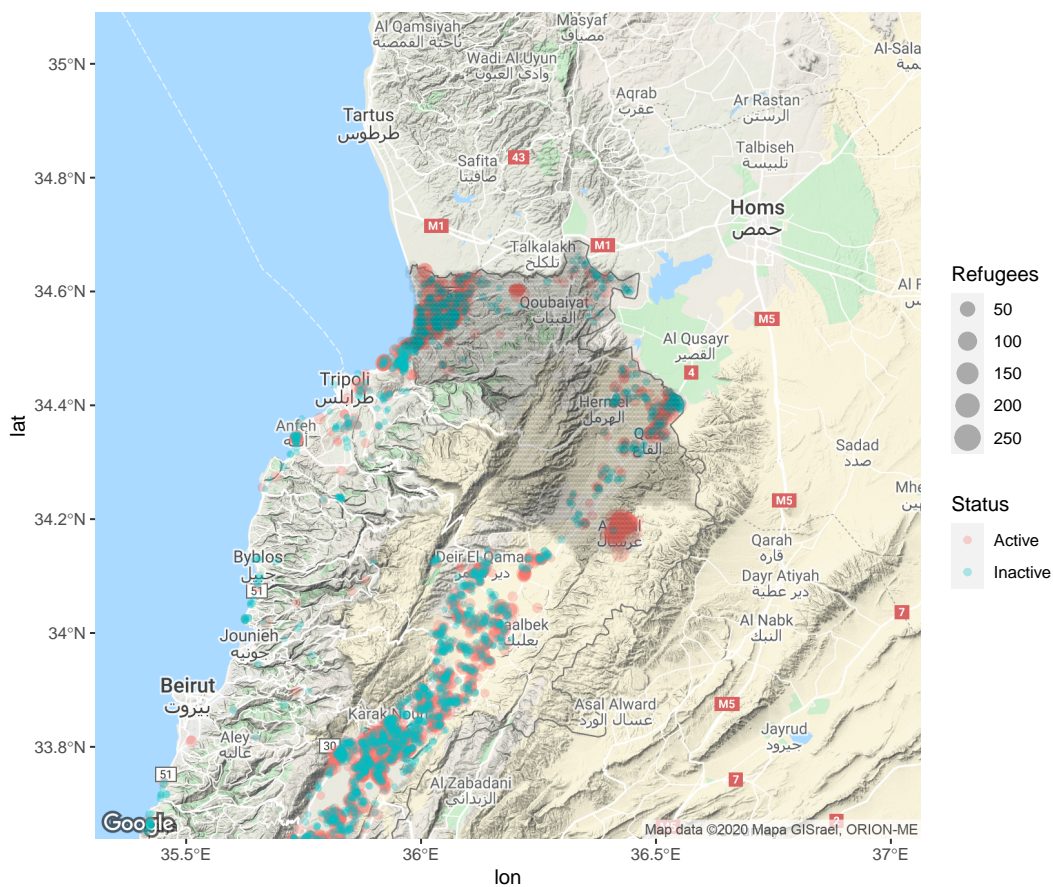 Al Qamsiyah
ناحية القمصية
Masyaf
مصياف
Wadi Al Uyun
وادي العيون
Al-Sala
35°N
Aqrab
عقرب
Ar Rastan
الرستن
Tartus
طرطوس
Talbiseh
تلبيسة
43
Safita
صافيتا
34.8°N
Homs
حمص
M1
Talkalakh
تلكلخ
M1
34.6°N
Qoubaiyat
القبيات
M5
Al Qusayr
القصير
4
Tripoli
طرابلس
34.4°N
Hermel
الهرمل
Anfeh
القاع
Sadad
صدد
M5
34.2°N
عرسال
Qarah
قارة
Deir El Qamar
Byblos
جبيل
51
Dayr Atiyah
دير عطية
7
34°N
Al Nabk
النبك
Jounieh
جونيه
بعلبك
Beirut
بيروت
Karak Nouh
Asal Alward
عسال الورد
M5
Aley
عاليه
30
33.8°N
Jayrud
جيرود
51
Al Zabadani
الزبداني
7
Google
Map data ©2020 Mapa GISrael, ORION-ME
35.5°E
36°E
36.5°E
37°E
lon
lat
Refugees
50
100
150
200
250
Status
Active
Inactive